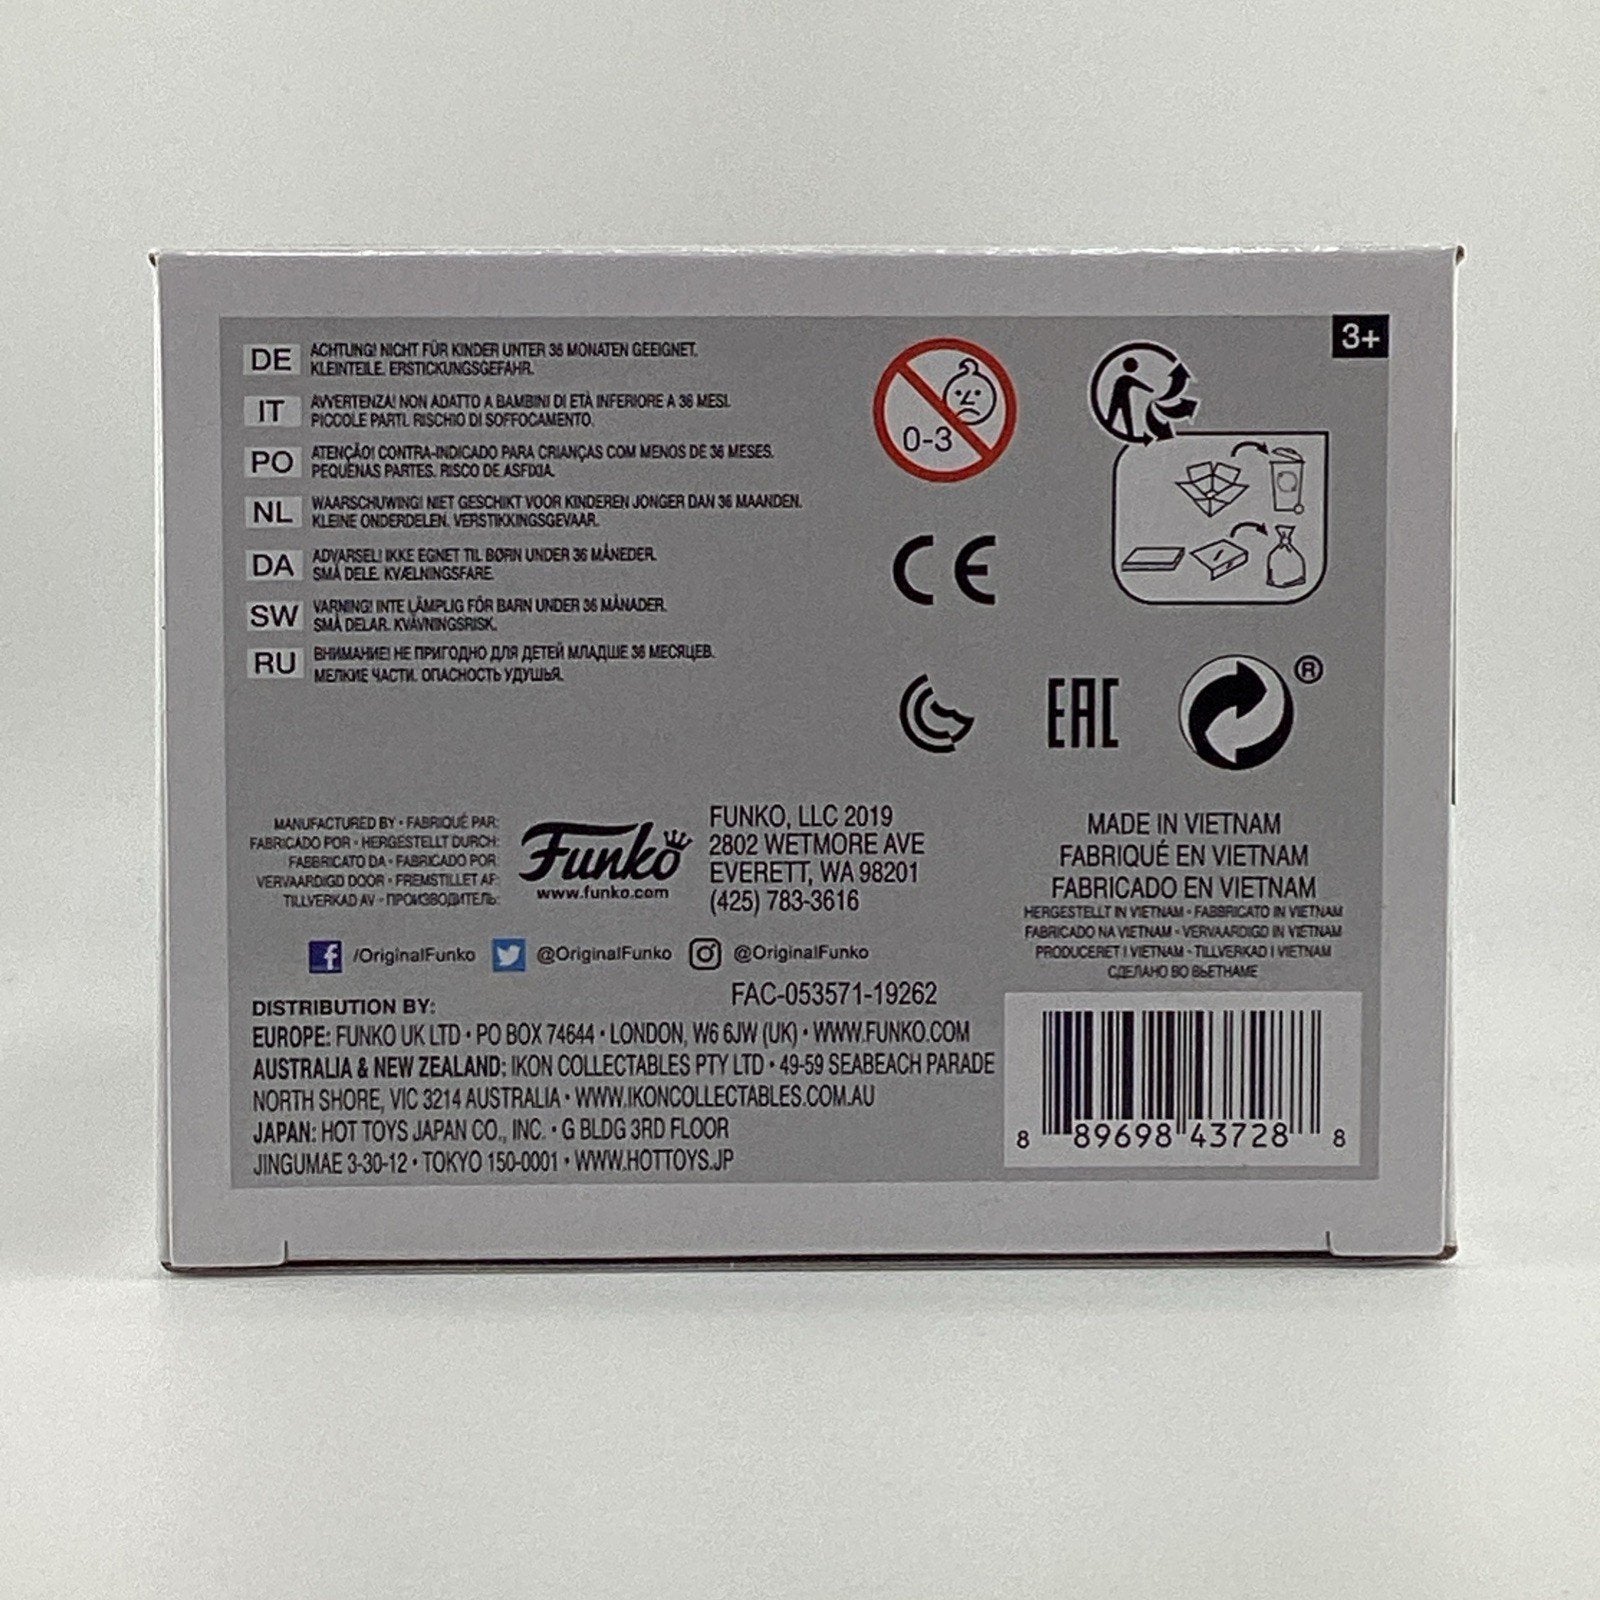 3+
DE ACHTUNG! NICHT FÜR KINDER UNTER 36 MONATEN GEEIGNET.
KLEINTEILE. ERSTICKUNGSGEFAHR.
IT AVVERTENZA! NON ADATTO A BAMBINI DI ETÀ INFERIORE A 36 MESI.
PICCOLE PARTI. RISCHIO DI SOFFOCAMENTO.
PO ATENÇÃO! CONTRA-INDICADO PARA CRIANÇAS COM MENOS DE 36 MESES.
PEQUENAS PARTES. RISCO DE ASFIXIA.
NL WAARSCHUWING! NIET GESCHIKT VOOR KINDEREN JONGER DAN 36 MAANDEN.
KLEINE ONDERDELEN. VERSTIKKINGSGEVAAR.
DA ADVARSEL! IKKE EGNET TIL BØRN UNDER 36 MÅNEDER.
SMÅ DELE. KVÆLNINGSFARE.
SW VARNING! INTE LÄMPLIG FÖR BARN UNDER 36 MÅNADER.
SMÅ DELAR. KVÄVNINGSRISK.
RU ВНИМАНИЕ! НЕ ПРИГОДНО ДЛЯ ДЕТЕЙ МЛАДШЕ 36 МЕСЯЦЕВ.
МЕЛКИЕ ЧАСТИ. ОПАСНОСТЬ УДУШЬЯ.
0-3
CE
EAC
®
MANUFACTURED BY • FABRIQUÉ PAR:
FABRICADO POR • HERGESTELLT DURCH:
FABBRICATO DA • FABRICADO POR:
VERVAARDIGD DOOR • FREMSTILLET AF:
TILLVERKAD AV • ПРОИЗВОДИТЕЛЬ:
Funko
www.funko.com
FUNKO, LLC 2019
2802 WETMORE AVE
EVERETT, WA 98201
(425) 783-3616
MADE IN VIETNAM
FABRIQUÉ EN VIETNAM
FABRICADO EN VIETNAM
HERGESTELLT IN VIETNAM • FABBRICATO IN VIETNAM
FABRICADO NA VIETNAM • VERVAARDIGD IN VIETNAM
PRODUCERET I VIETNAM • TILLVERKAD I VIETNAM
СДЕЛАНО ВО ВЬЕТНАМЕ
f /OriginalFunko @OriginalFunko @OriginalFunko
FAC-053571-19262
DISTRIBUTION BY:
EUROPE: FUNKO UK LTD • PO BOX 74644 • LONDON, W6 6JW (UK) • WWW.FUNKO.COM
AUSTRALIA & NEW ZEALAND: IKON COLLECTABLES PTY LTD • 49-59 SEABEACH PARADE
NORTH SHORE, VIC 3214 AUSTRALIA • WWW.IKONCOLLECTABLES.COM.AU
JAPAN: HOT TOYS JAPAN CO., INC. • G BLDG 3RD FLOOR
JINGUMAE 3-30-12 • TOKYO 150-0001 • WWW.HOTTOYS.JP
8 89698 43728 8